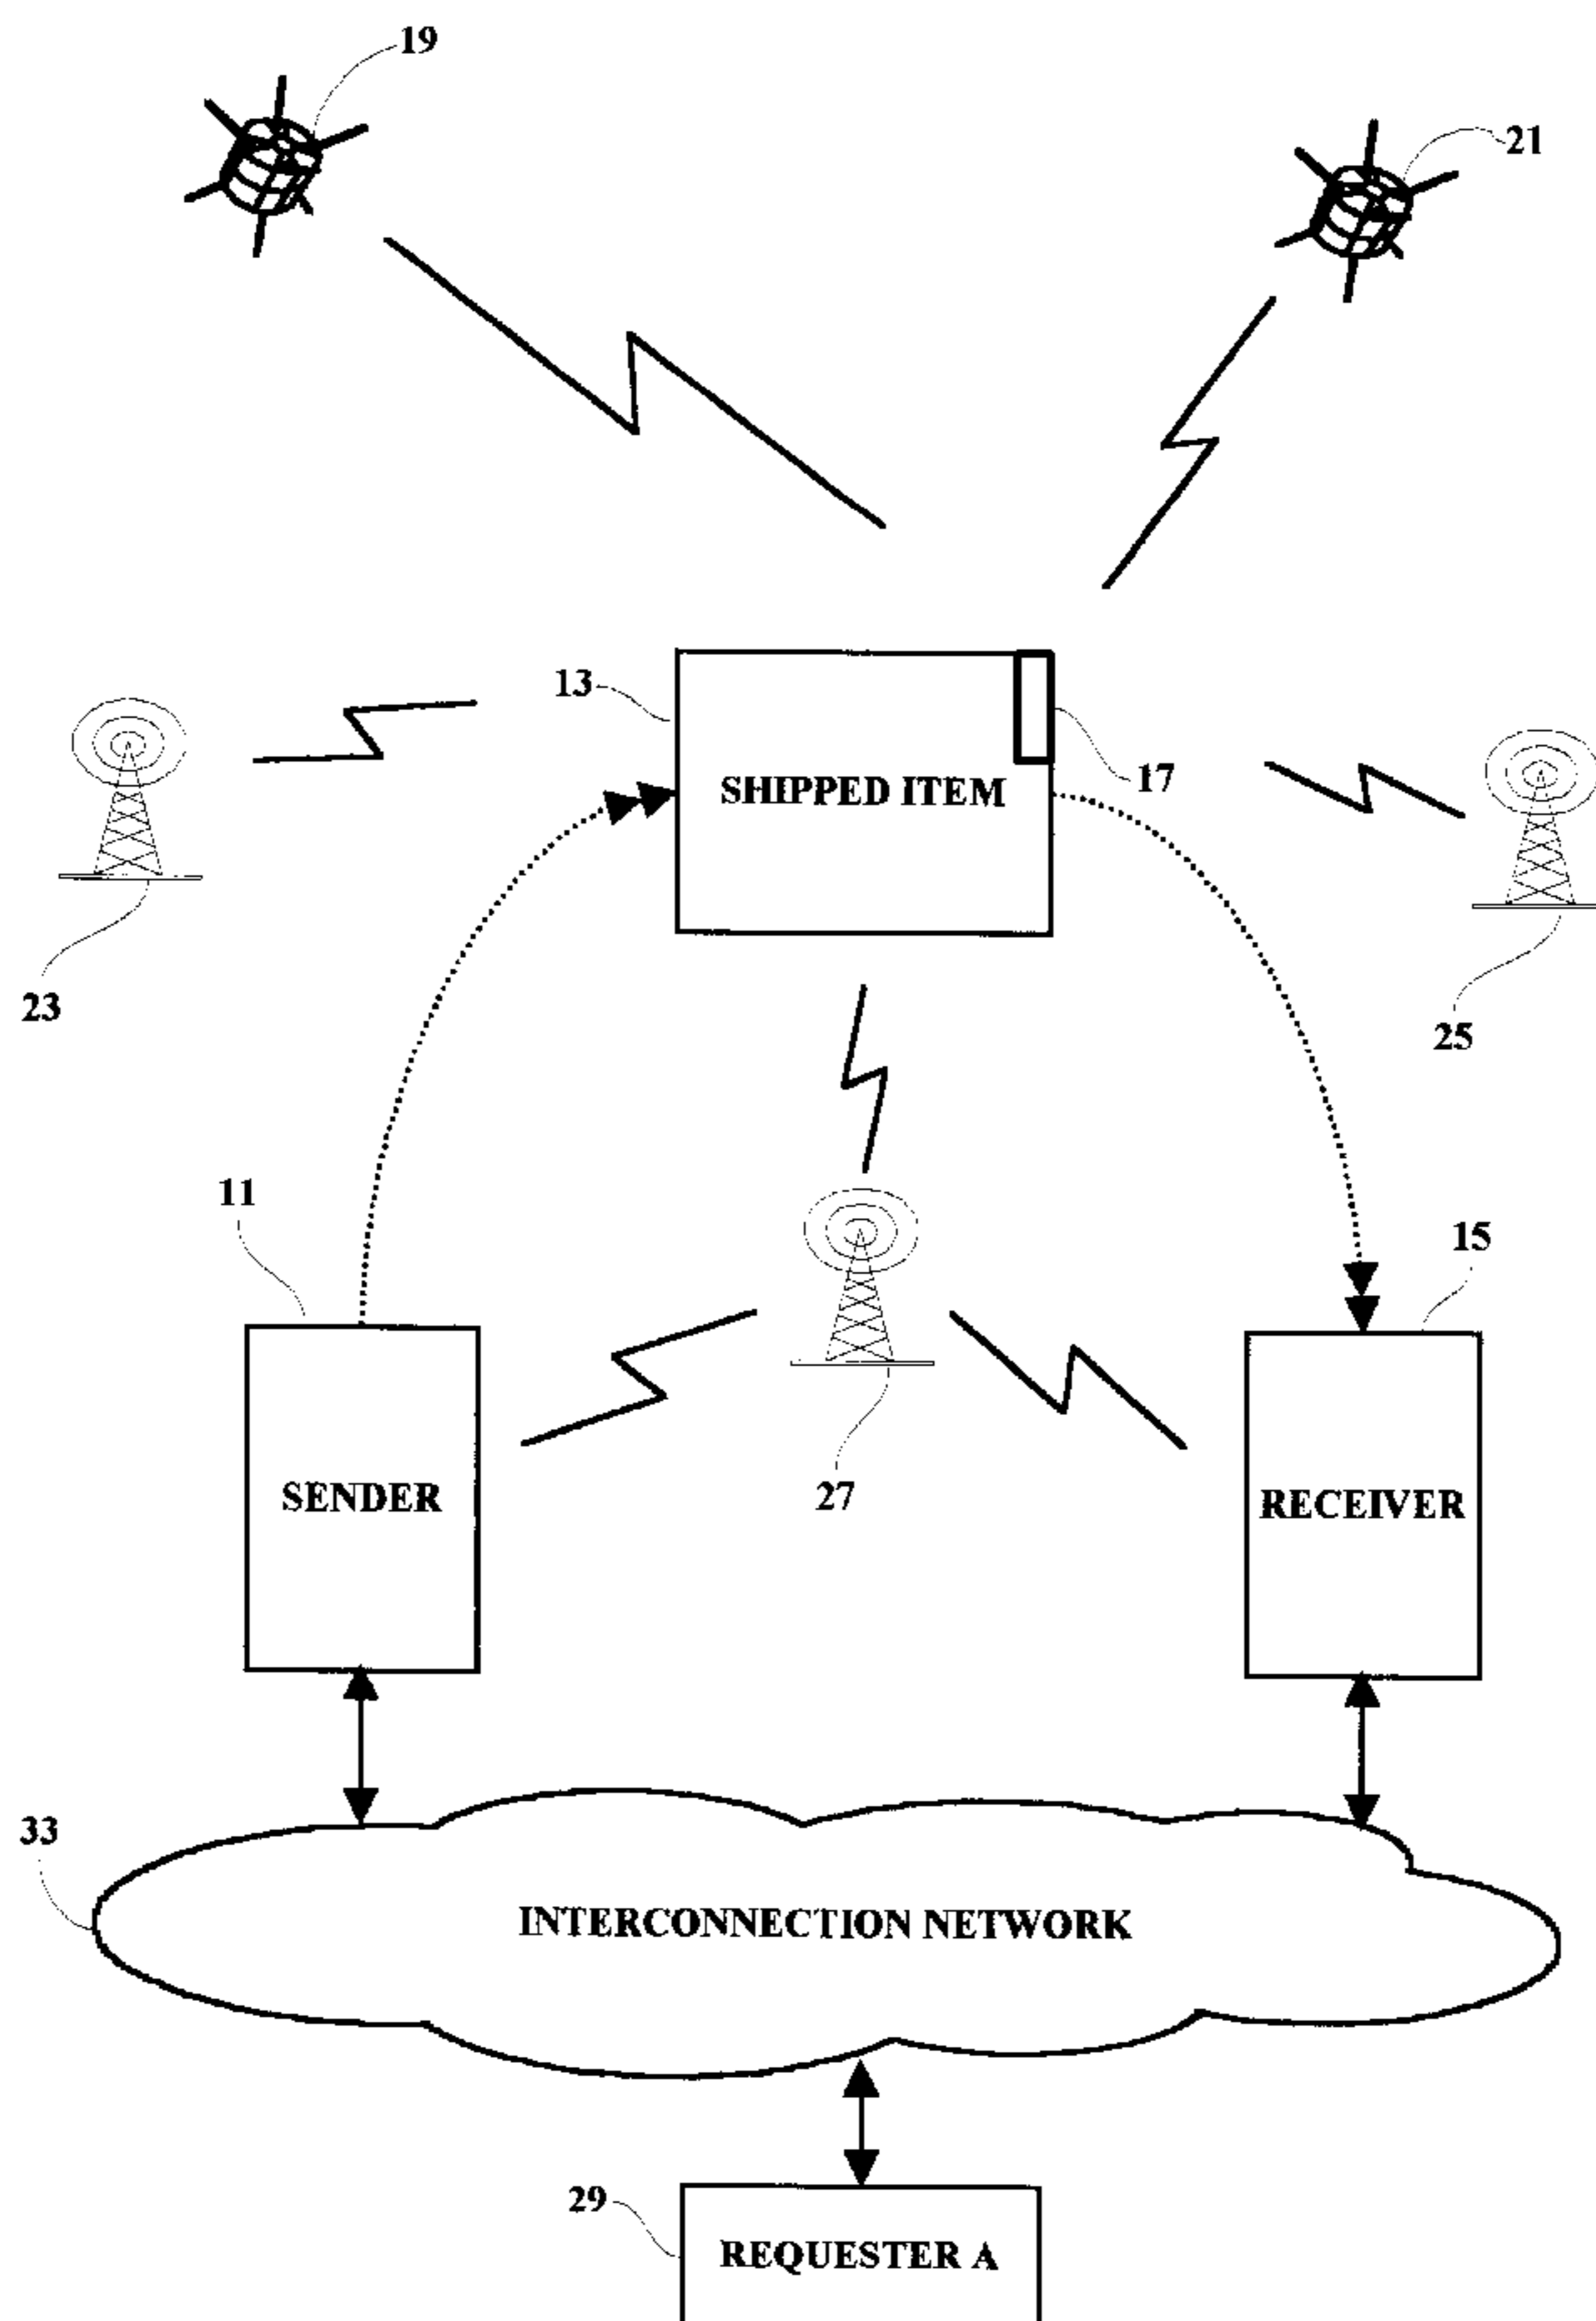 19
21
13
SHIPPED ITEM
17
23
25
11
15
27
SENDER
RECEIVER
33
INTERCONNECTION NETWORK
29
REQUESTER A